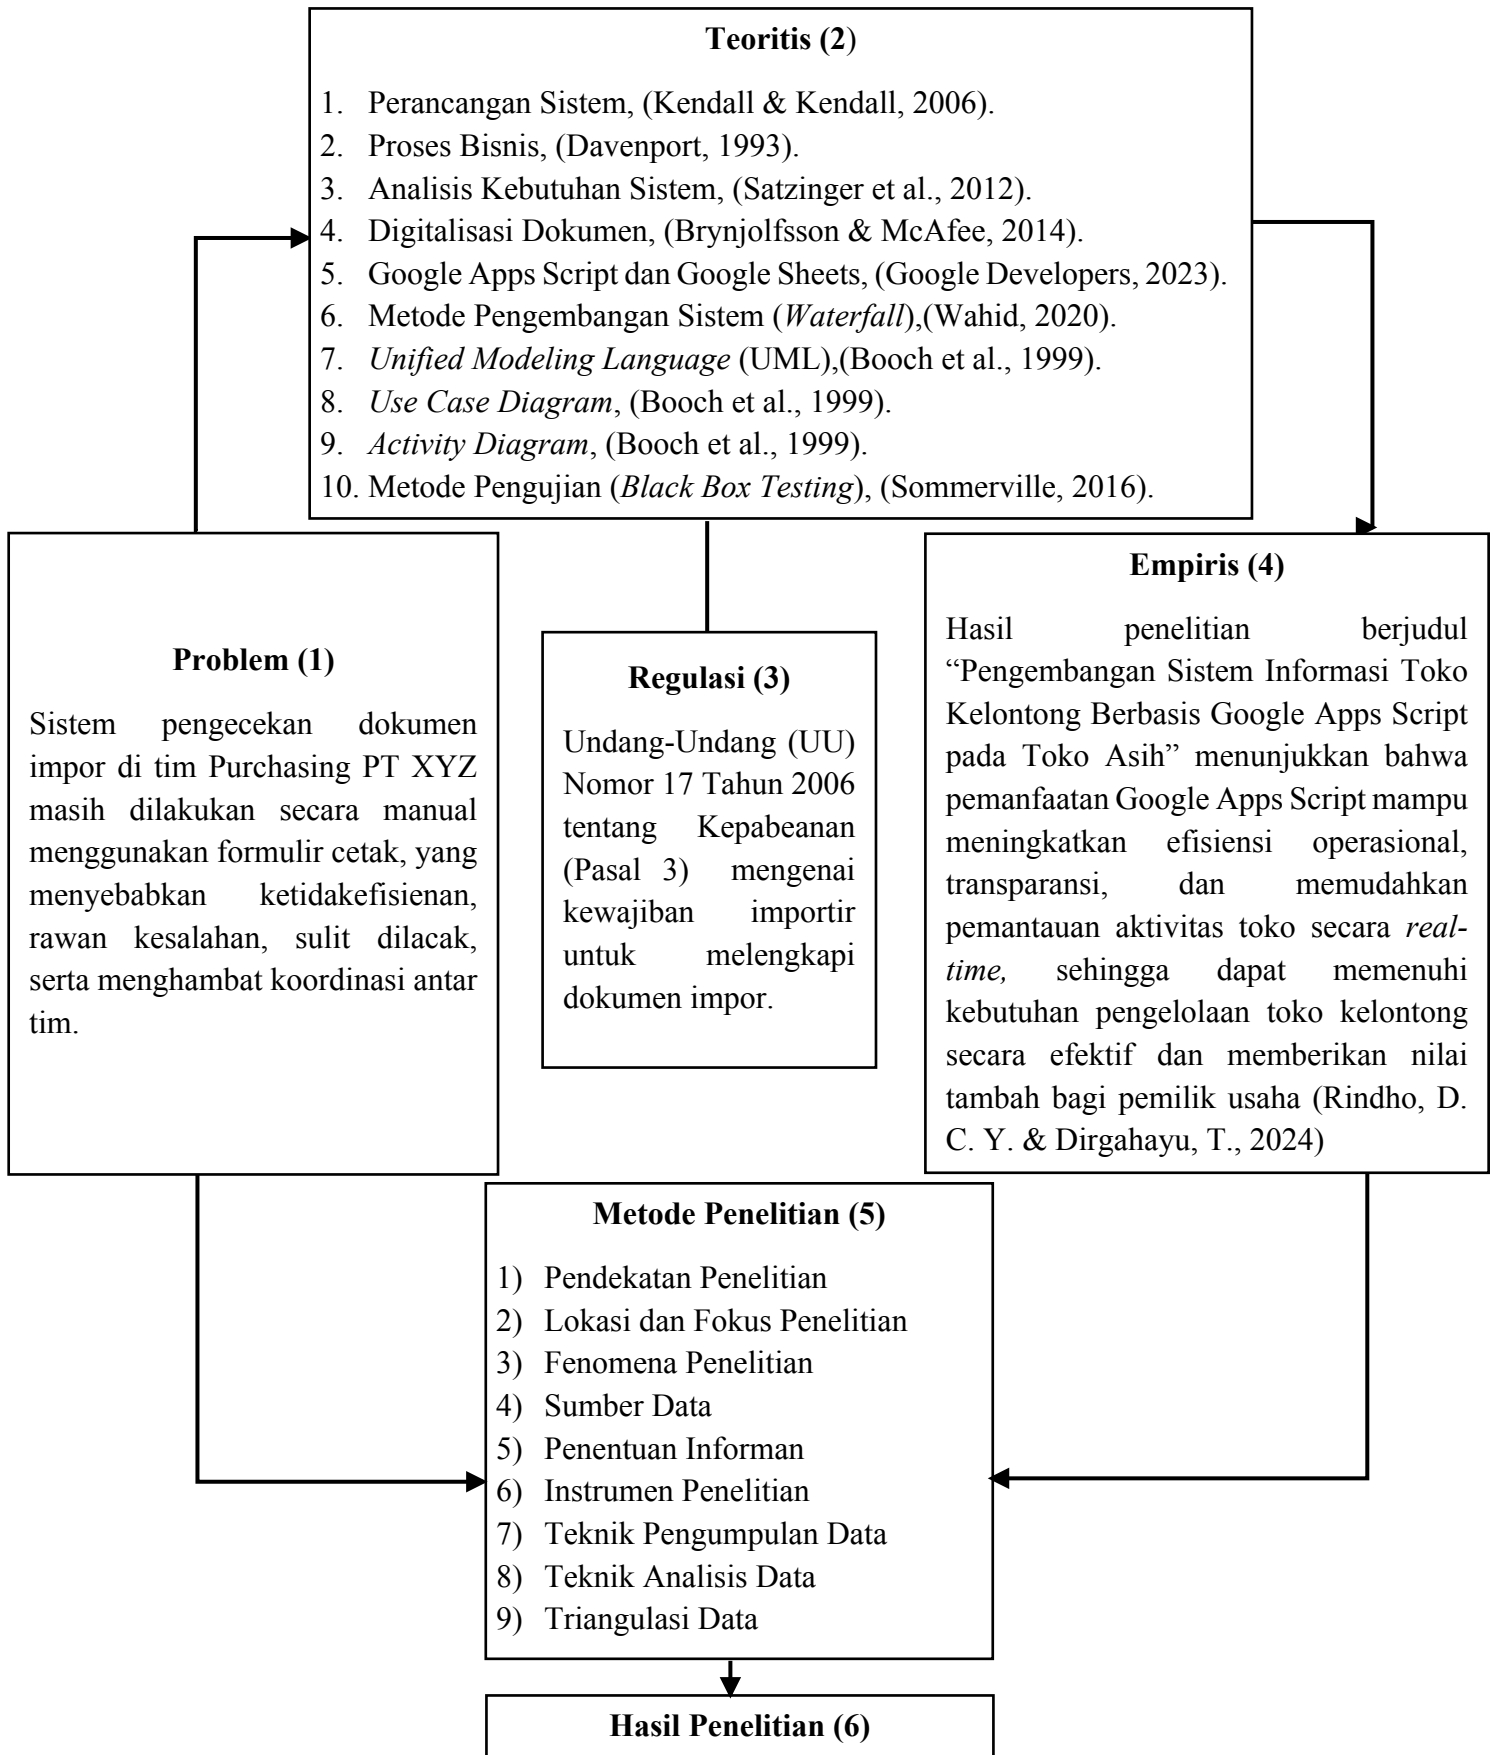 Teoritis (2)
1. Perancangan Sistem, (Kendall & Kendall, 2006).
2. Proses Bisnis, (Davenport, 1993).
3. Analisis Kebutuhan Sistem, (Satzinger et al., 2012).
4. Digitalisasi Dokumen, (Brynjolfsson & McAfee, 2014).
5. Google Apps Script dan Google Sheets, (Google Developers, 2023).
6. Metode Pengembangan Sistem (Waterfall),(Wahid, 2020).
7. Unified Modeling Language (UML),(Booch et al., 1999).
8. Use Case Diagram, (Booch et al., 1999).
9. Activity Diagram, (Booch et al., 1999).
10. Metode Pengujian (Black Box Testing), (Sommerville, 2016).
Problem (1)
Sistem pengecekan dokumen
impor di tim Purchasing PT XYZ
masih dilakukan secara manual
menggunakan formulir cetak, yang
menyebabkan ketidakefisienan,
rawan kesalahan, sulit dilacak,
serta menghambat koordinasi antar
tim.
Regulasi (3)
Undang-Undang (UU)
Nomor 17 Tahun 2006
tentang Kepabeanan
(Pasal 3) mengenai
kewajiban importir
untuk melengkapi
dokumen impor.
Empiris (4)
Hasil penelitian berjudul
“Pengembangan Sistem Informasi Toko
Kelontong Berbasis Google Apps Script
pada Toko Asih” menunjukkan bahwa
pemanfaatan Google Apps Script mampu
meningkatkan efisiensi operasional,
transparansi, dan memudahkan
pemantauan aktivitas toko secara real-
time, sehingga dapat memenuhi
kebutuhan pengelolaan toko kelontong
secara efektif dan memberikan nilai
tambah bagi pemilik usaha (Rindho, D.
C. Y. & Dirgahayu, T., 2024)
Metode Penelitian (5)
1) Pendekatan Penelitian
2) Lokasi dan Fokus Penelitian
3) Fenomena Penelitian
4) Sumber Data
5) Penentuan Informan
6) Instrumen Penelitian
7) Teknik Pengumpulan Data
8) Teknik Analisis Data
9) Triangulasi Data
Hasil Penelitian (6)